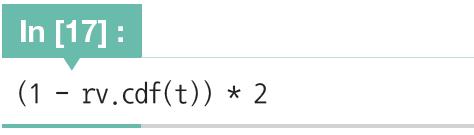 In [17] :
(1 - rv.cdf(t)) * 2